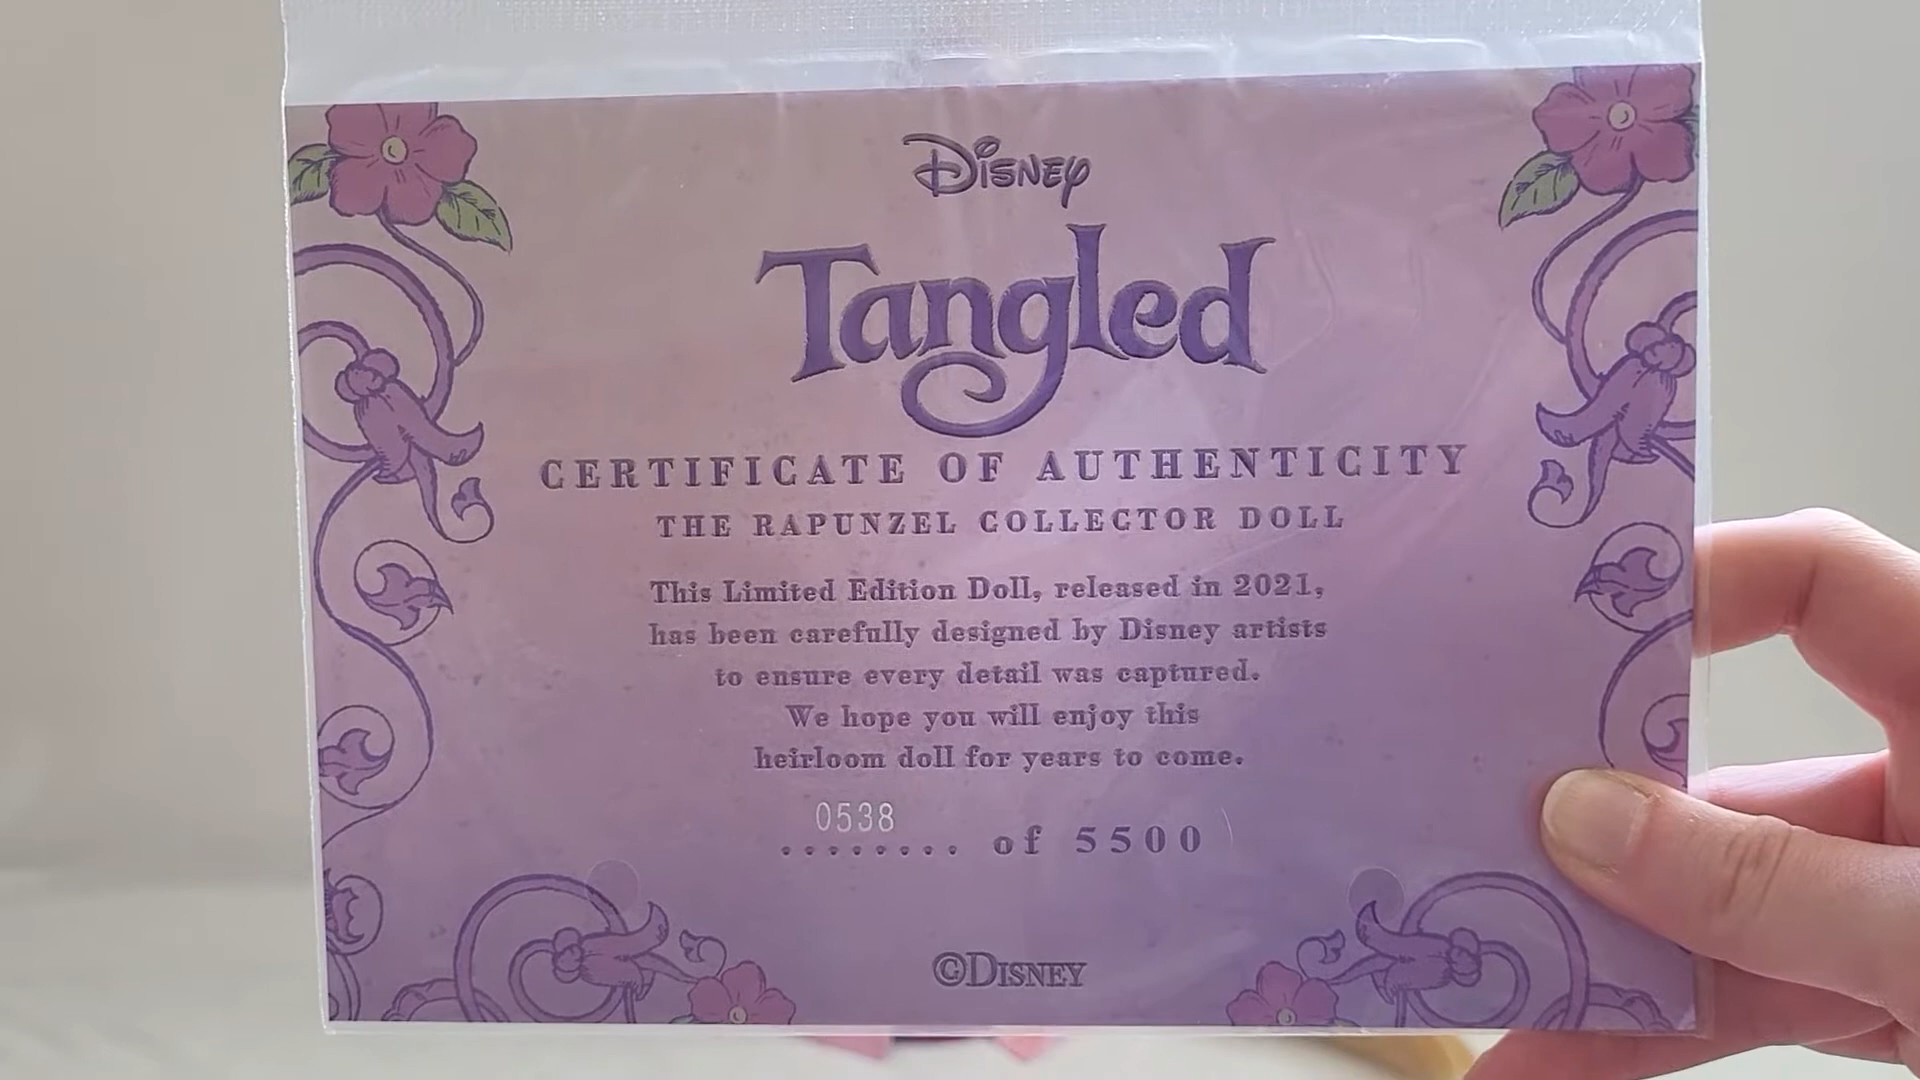 Disney
Tangled
CERTIFICATE OF AUTHENTICITY
THE RAPUNZEL COLLECTOR DOLL
This Limited Edition Doll, released in 2021,
has been carefully designed by Disney artists
to ensure every detail was captured.
We hope you will enjoy this
heirloom doll for years to come.
0538
......... of 5500
©DISNEY